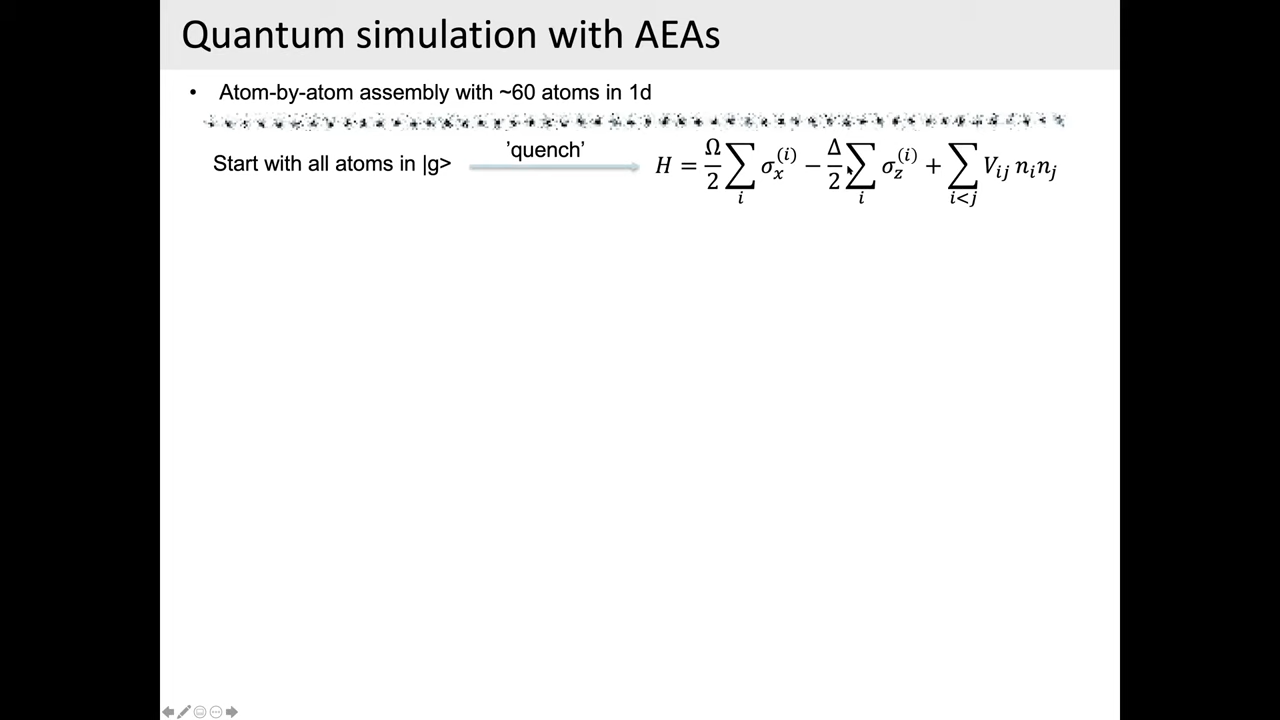 Quantum simulation with AEAs
• Atom-by-atom assembly with ~60 atoms in 1d
Start with all atoms in |g> ’quench’ H = Ω/2 ∑_i σ_x^(i) − Δ/2 ∑_i σ_z^(i) + ∑_{i<j} V_ij n_i n_j